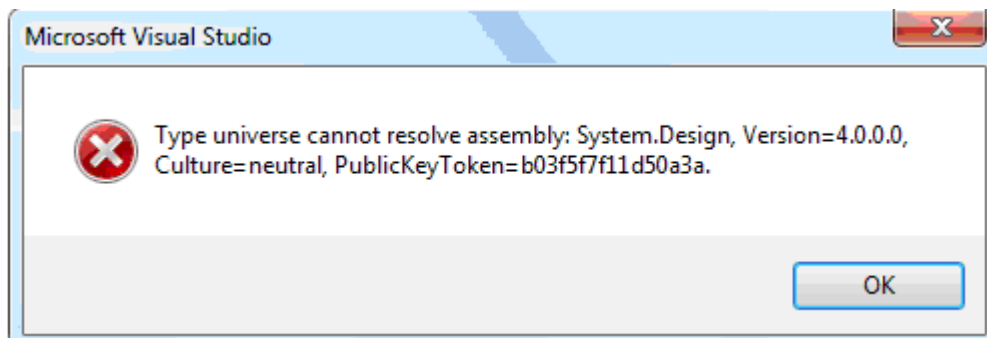 Microsoft Visual Studio
Type universe cannot resolve assembly: System.Design, Version=4.0.0.0,
Culture=neutral, PublicKeyToken=b03f5f7f11d50a3a.
OK